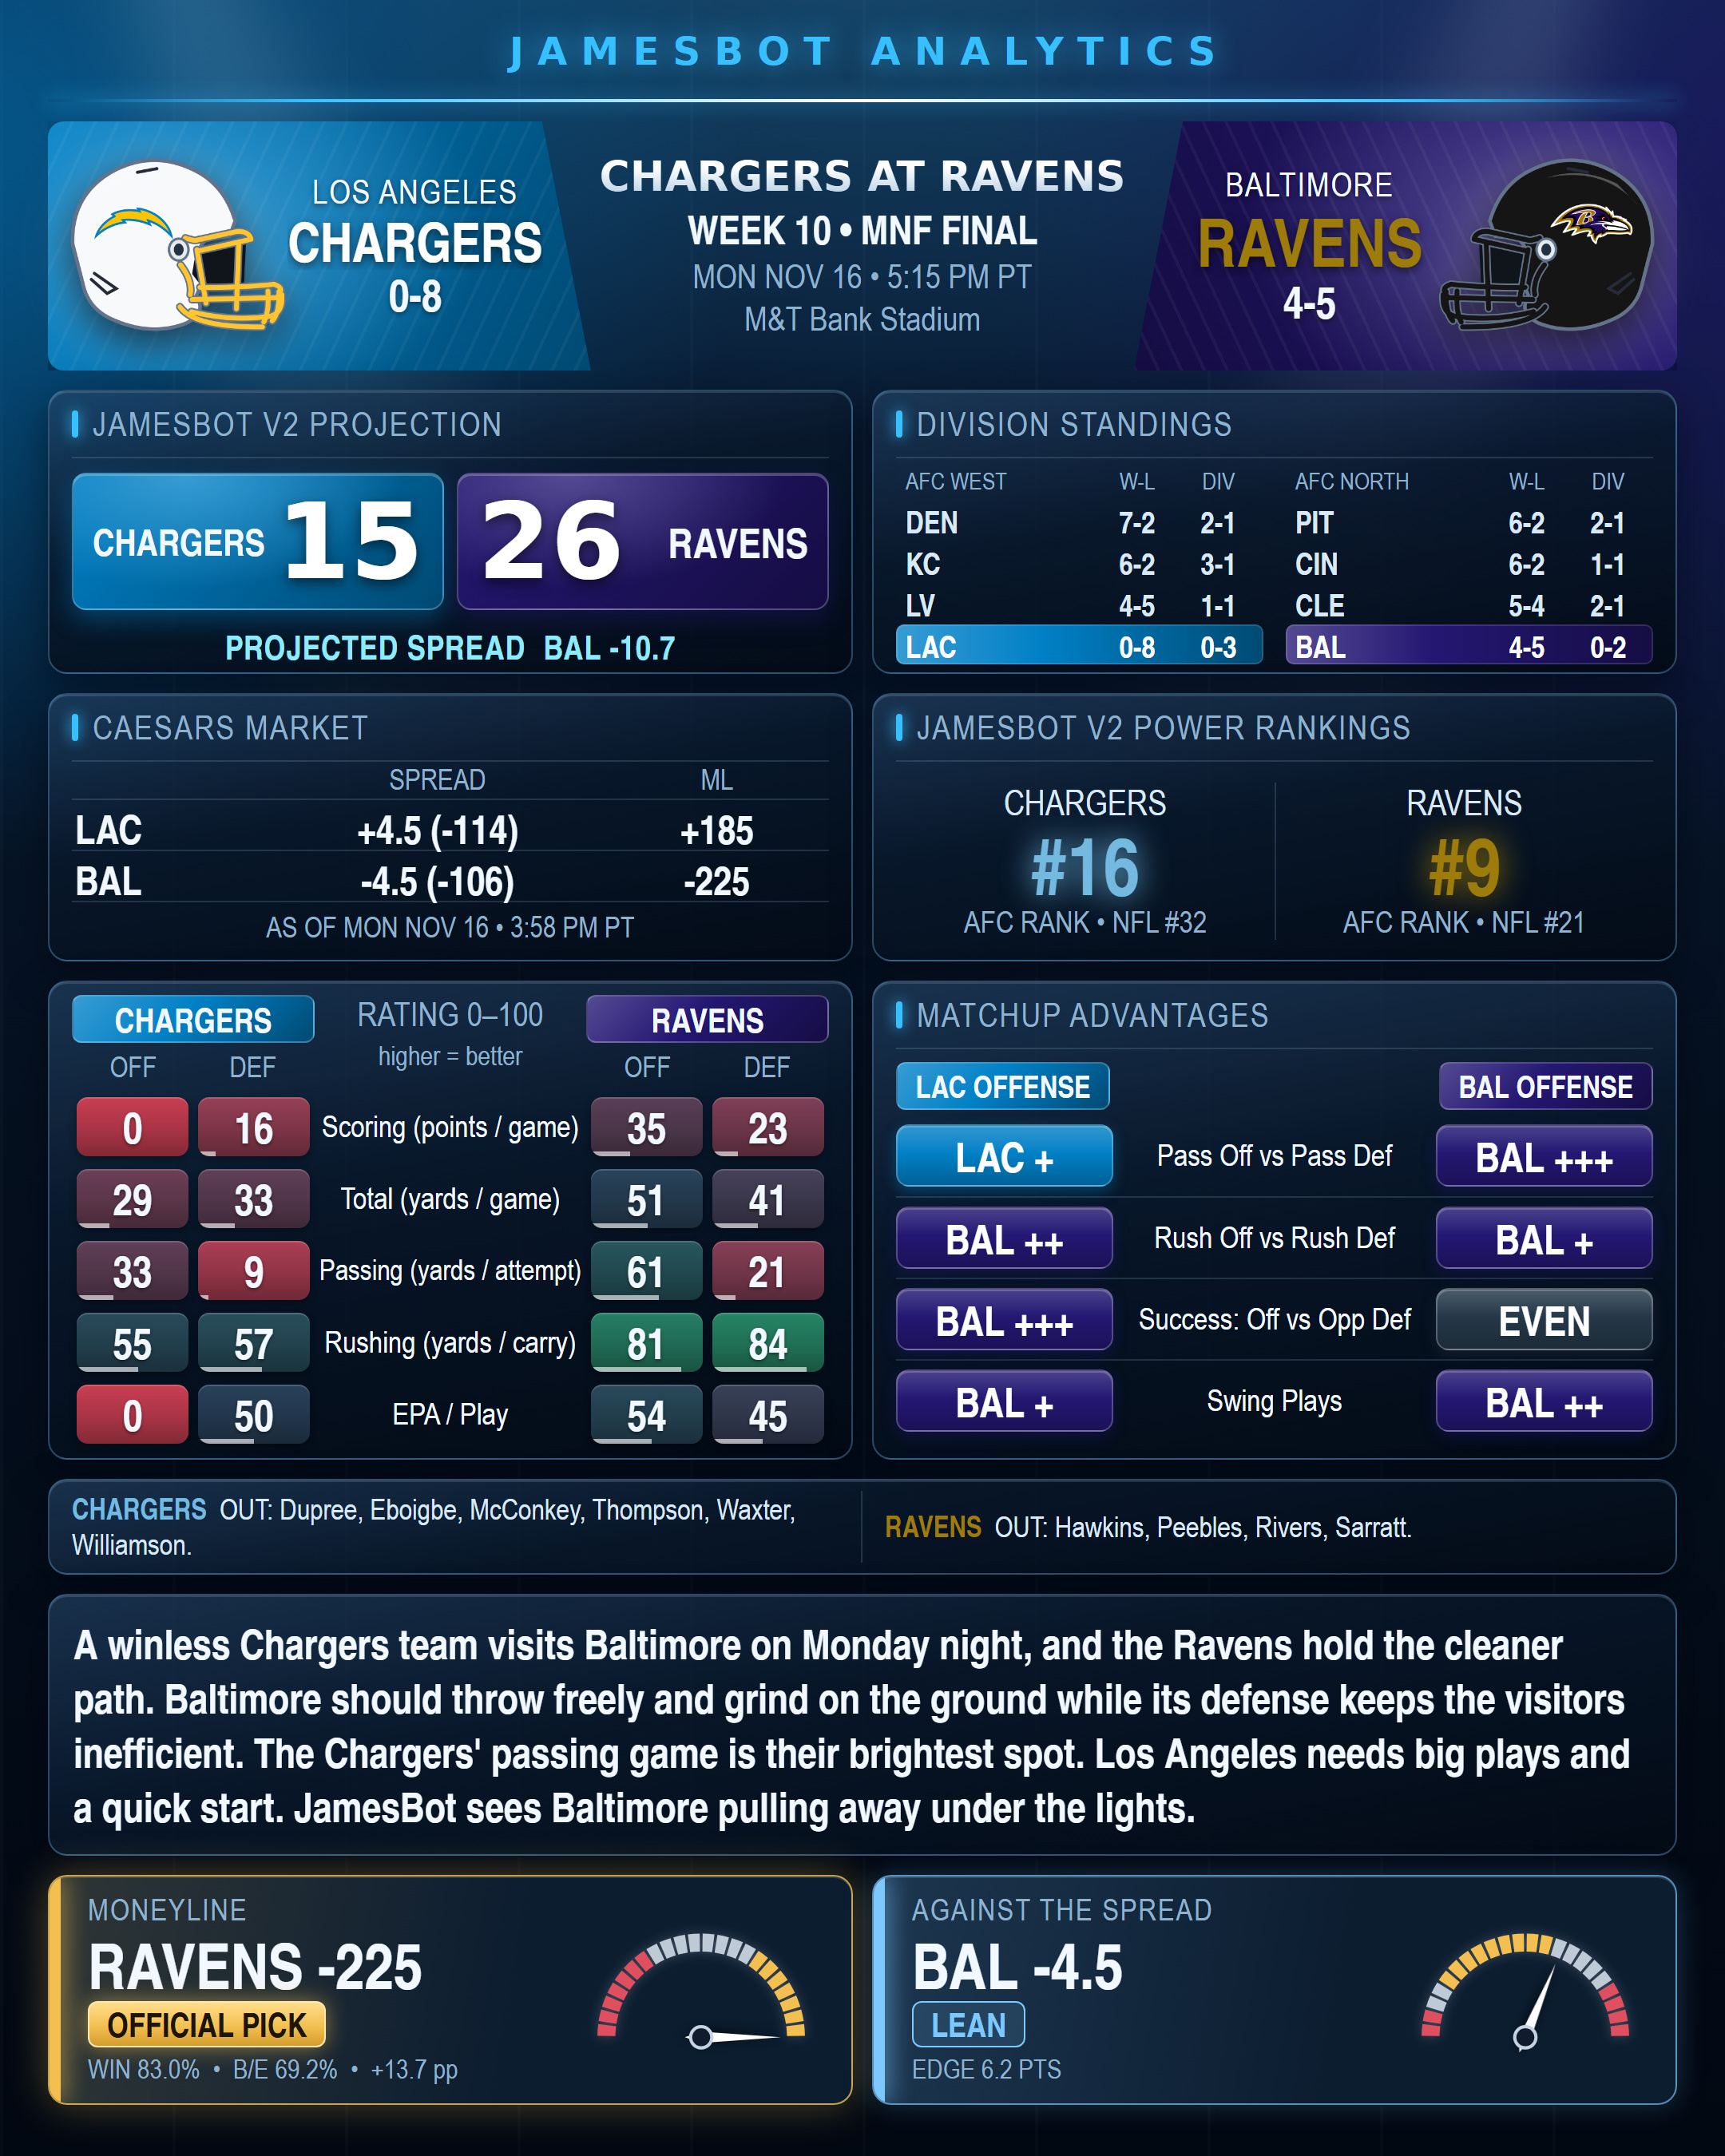 JAMESBOT ANALYTICS
LOS ANGELES
CHARGERS
0-8
CHARGERS AT RAVENS
WEEK 10 • MNF FINAL
MON NOV 16 • 5:15 PM PT
M&T Bank Stadium
BALTIMORE
RAVENS
4-5
JAMESBOT V2 PROJECTION
CHARGERS 15
26 RAVENS
PROJECTED SPREAD BAL -10.7
DIVISION STANDINGS
AFC WEST W-L DIV AFC NORTH W-L DIV
DEN 7-2 2-1 PIT 6-2 2-1
KC 6-2 3-1 CIN 6-2 1-1
LV 4-5 1-1 CLE 5-4 2-1
LAC 0-8 0-3 BAL 4-5 0-2
CAESARS MARKET
SPREAD ML
LAC +4.5 (-114) +185
BAL -4.5 (-106) -225
AS OF MON NOV 16 • 3:58 PM PT
JAMESBOT V2 POWER RANKINGS
CHARGERS RAVENS
#16 #9
AFC RANK • NFL #32 AFC RANK • NFL #21
CHARGERS RATING 0–100 RAVENS
OFF DEF higher = better OFF DEF
0 16 Scoring (points / game) 35 23
29 33 Total (yards / game) 51 41
33 9 Passing (yards / attempt) 61 21
55 57 Rushing (yards / carry) 81 84
0 50 EPA / Play 54 45
MATCHUP ADVANTAGES
LAC OFFENSE BAL OFFENSE
LAC + Pass Off vs Pass Def BAL +++
BAL ++ Rush Off vs Rush Def BAL +
BAL +++ Success: Off vs Opp Def EVEN
BAL + Swing Plays BAL ++
CHARGERS OUT: Dupree, Eboigbe, McConkey, Thompson, Waxter,
Williamson.
RAVENS OUT: Hawkins, Peebles, Rivers, Sarratt.
A winless Chargers team visits Baltimore on Monday night, and the Ravens hold the cleaner
path. Baltimore should throw freely and grind on the ground while its defense keeps the visitors
inefficient. The Chargers' passing game is their brightest spot. Los Angeles needs big plays and
a quick start. JamesBot sees Baltimore pulling away under the lights.
MONEYLINE
RAVENS -225
OFFICIAL PICK
WIN 83.0% • B/E 69.2% • +13.7 pp
AGAINST THE SPREAD
BAL -4.5
LEAN
EDGE 6.2 PTS